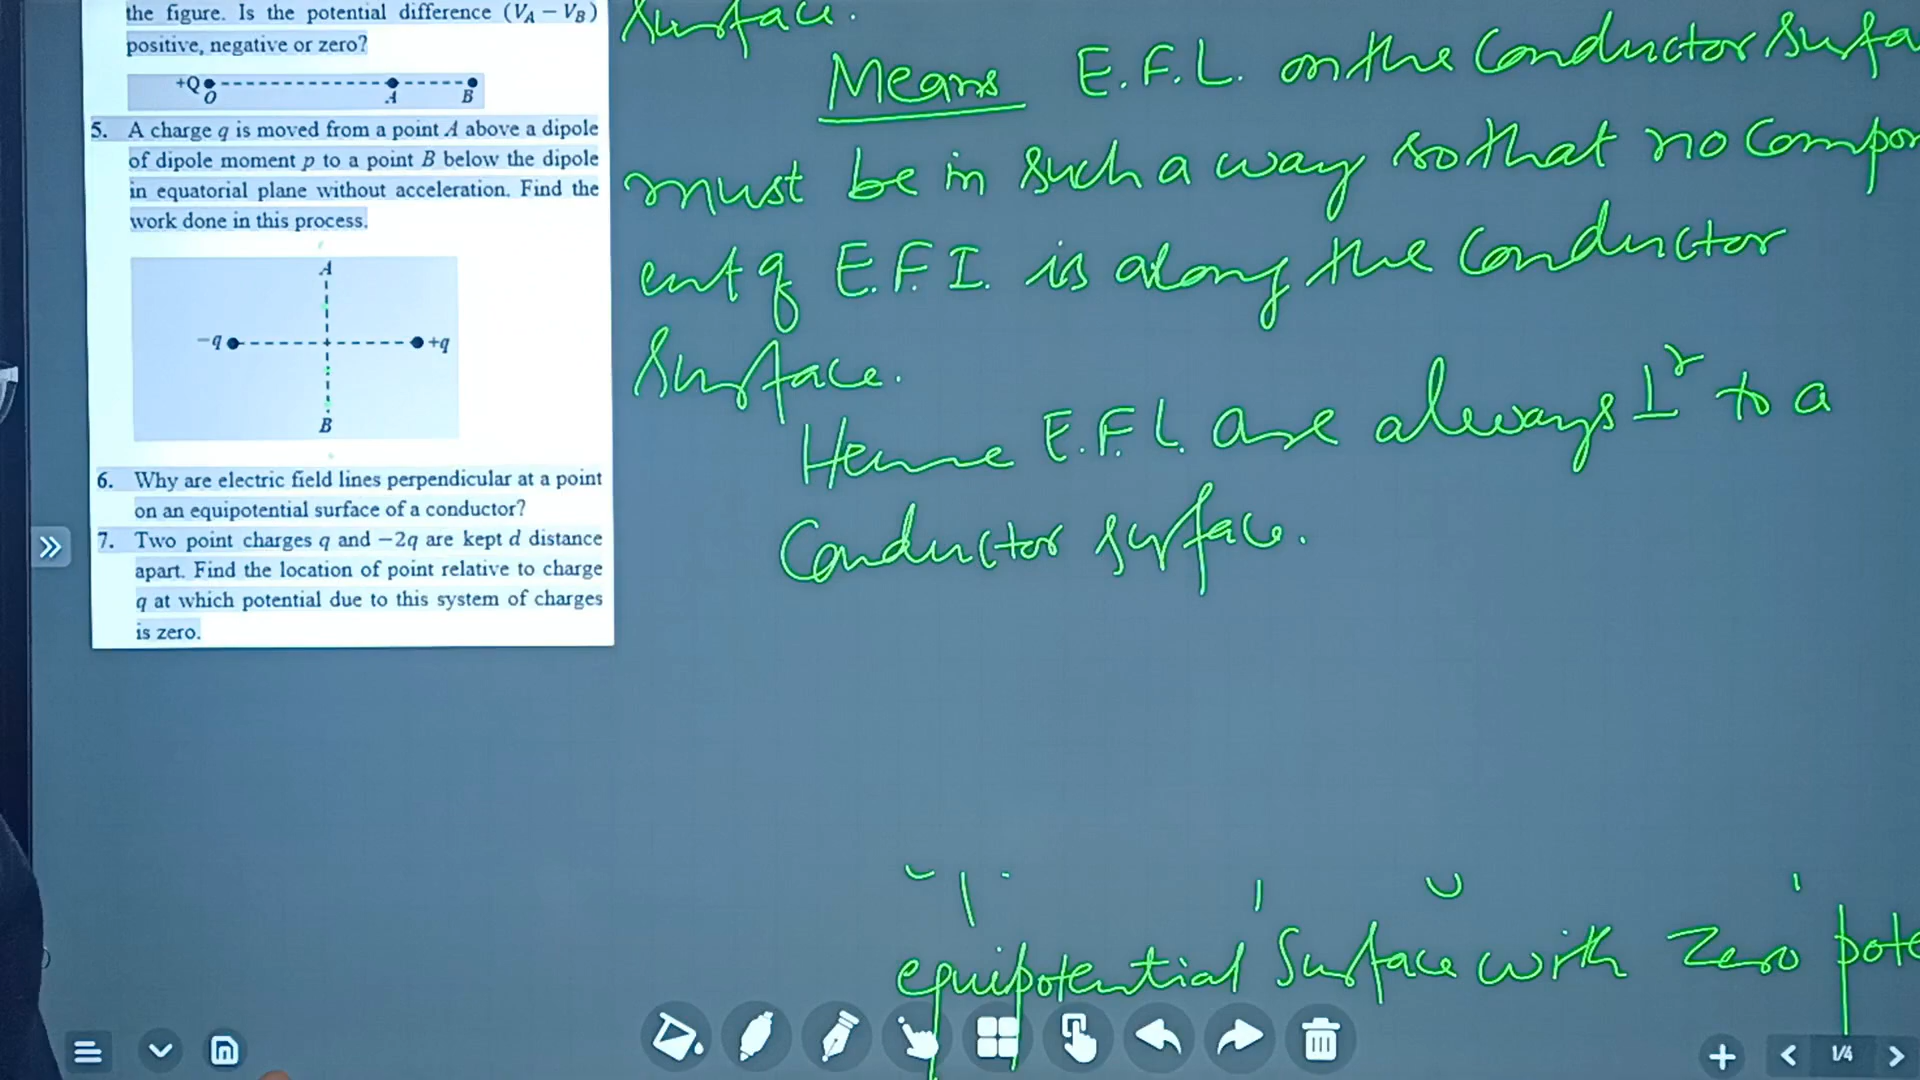 the figure. Is the potential difference (V_A − V_B)
positive, negative or zero?
+Q
O
A
B
5. A charge q is moved from a point A above a dipole
of dipole moment p to a point B below the dipole
in equatorial plane without acceleration. Find the
work done in this process.
A
−q
+q
B
6. Why are electric field lines perpendicular at a point
on an equipotential surface of a conductor?
7. Two point charges q and −2q are kept d distance
apart. Find the location of point relative to charge
q at which potential due to this system of charges
is zero.
Surface.
Means E.F.L. on the Conductor Surfa
must be in such a way so that no Compon
ent of E.F.I. is along the Conductor
Surface.
Hence E.F.L. are always ⊥r to a
Conductor surface.
equipotential Surface with Zero pote
1/4